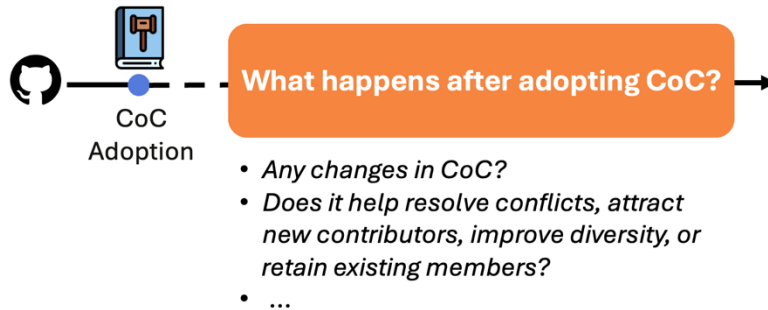 What happens after adopting CoC?
CoC
Adoption
• Any changes in CoC?
• Does it help resolve conflicts, attract
new contributors, improve diversity, or
retain existing members?
• ...